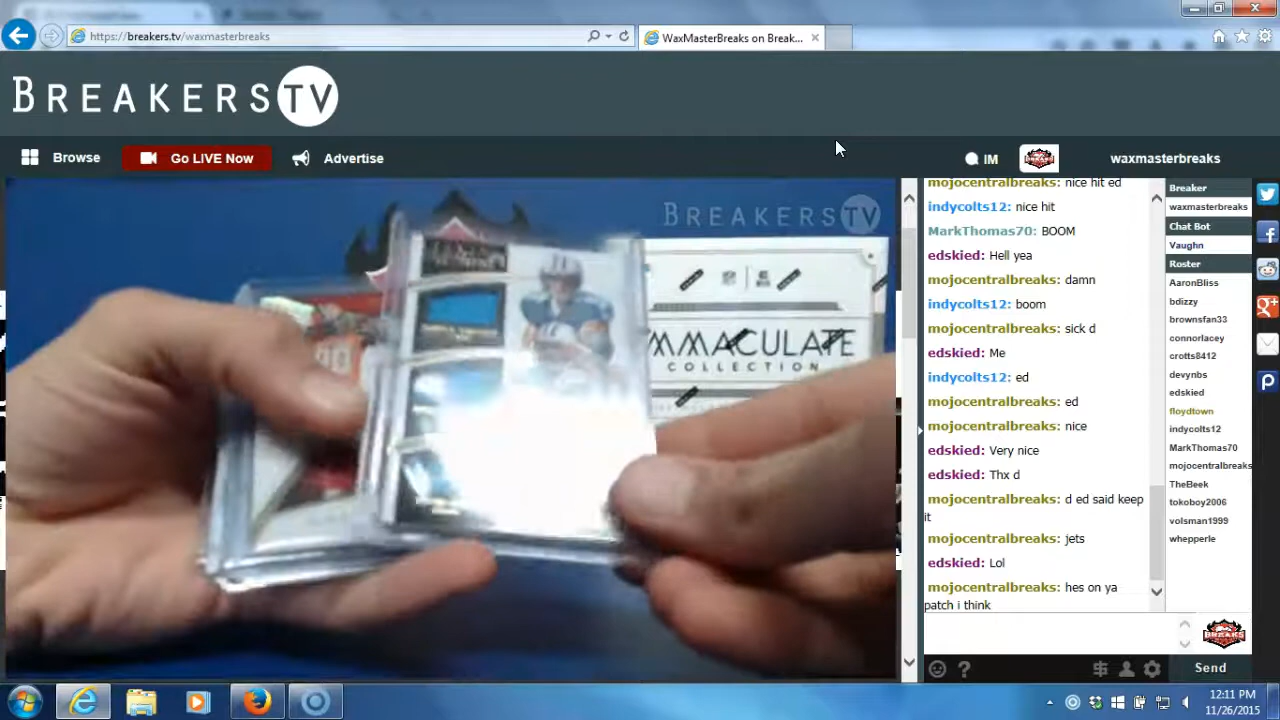 https://breakers.tv/waxmasterbreaks
WaxMasterBreaks on Break...
BREAKERS TV
Browse
Go LIVE Now
Advertise
IM
waxmasterbreaks
BREAKERS TV
IMMACULATE
COLLECTION
mojocentralbreaks: nice hit ed
indycolts12: nice hit
MarkThomas70: BOOM
edskied: Hell yea
mojocentralbreaks: damn
indycolts12: boom
mojocentralbreaks: sick d
edskied: Me
indycolts12: ed
mojocentralbreaks: ed
mojocentralbreaks: nice
edskied: Very nice
edskied: Thx d
mojocentralbreaks: d ed said keep
it
mojocentralbreaks: jets
edskied: Lol
mojocentralbreaks: hes on ya
patch i think
Send
Breaker
waxmasterbreaks
Chat Bot
Vaughn
Roster
AaronBliss
bdizzy
brownsfan33
connorlacey
crotts8412
devynbs
edskied
floydtown
indycolts12
MarkThomas70
mojocentralbreaks
TheBeek
tokoboy2006
volsman1999
whepperle
BREAKS
12:11 PM
11/26/2015